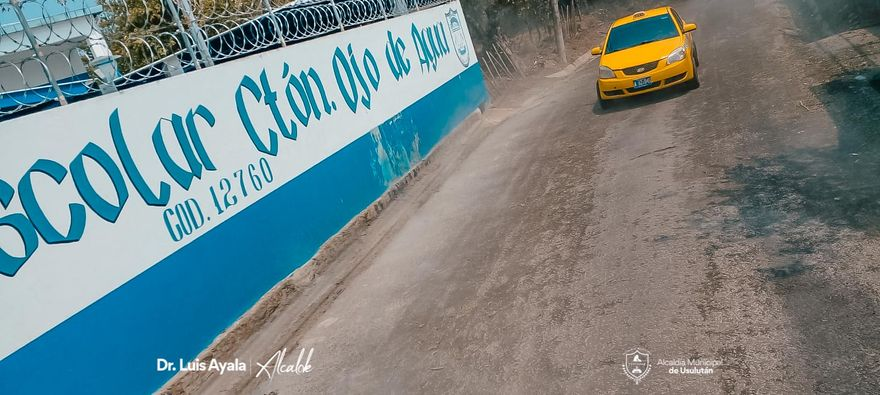 scolar Ctón. Ojo de Agua
COD. 12760
Dr. Luis Ayala Alcalde
Alcaldía Municipal
de Usulután